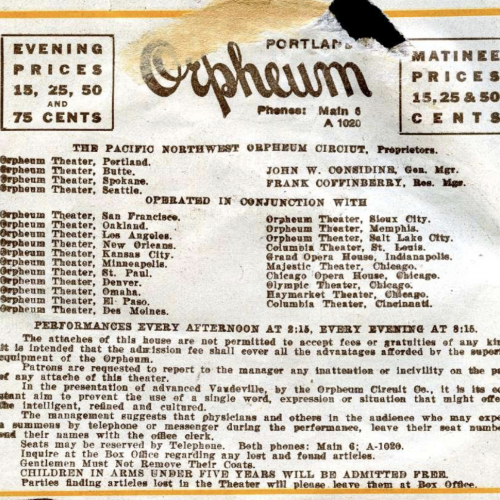 EVENING
PRICES
15, 25, 50
AND
75 CENTS
PORTLAND
Orpheum
Phones: Main 6
A 1020
MATINEE
PRICES
15, 25 & 50
CENTS
THE PACIFIC NORTHWEST ORPHEUM CIRCIUT, Proprietors.
Orpheum Theater, Portland.
Orpheum Theater, Butte.
Orpheum Theater, Spokane.
Orpheum Theater, Seattle.
JOHN W. CONSIDINE, Gen. Mgr.
FRANK COFFINBERRY, Res. Mgr.
OPERATED IN CONJUNCTION WITH
Orpheum Theater, San Francisco.
Orpheum Theater, Oakland.
Orpheum Theater, Los Angeles.
Orpheum Theater, New Orleans.
Orpheum Theater, Kansas City.
Orpheum Theater, Minneapolis.
Orpheum Theater, St. Paul.
Orpheum Theater, Denver.
Orpheum Theater, Omaha.
Orpheum Theater, El Paso.
Orpheum Theater, Des Moines.
Orpheum Theater, Sioux City.
Orpheum Theater, Memphis.
Orpheum Theater, Salt Lake City.
Columbia Theater, St. Louis.
Grand Opera House, Indianapolis.
Majestic Theater, Chicago.
Chicago Opera House, Chicago.
Olympic Theater, Chicago.
Haymarket Theater, Chicago.
Columbia Theater, Cincinnati.
PERFORMANCES EVERY AFTERNOON AT 2:15, EVERY EVENING AT 8:15.
The attaches of this house are not permitted to accept fees or gratuities of any kin
It is intended that the admission fee shall cover all the advantages afforded by the super
equipment of the Orpheum.
Patrons are requested to report to the manager any inattention or incivility on the pa
of any attache of this theater.
In the presentation of Advanced Vaudeville, by the Orpheum Circuit Co., it is its co
stant aim to prevent the use of a single word, expression or situation that might offe
the intelligent, refined and cultured.
The management suggests that physicians and others in the audience who may expe
a summons by telephone or messenger during the performance, leave their seat numbe
and their names with the office clerk.
Seats may be reserved by Telephone. Both phones: Main 6; A-1020.
Inquire at the Box Office regarding any lost and found articles.
Gentlemen Must Not Remove Their Coats.
CHILDREN IN ARMS UNDER FIVE YEARS WILL BE ADMITTED FREE.
Parties finding articles lost in the Theater will please leave them at Box Office.